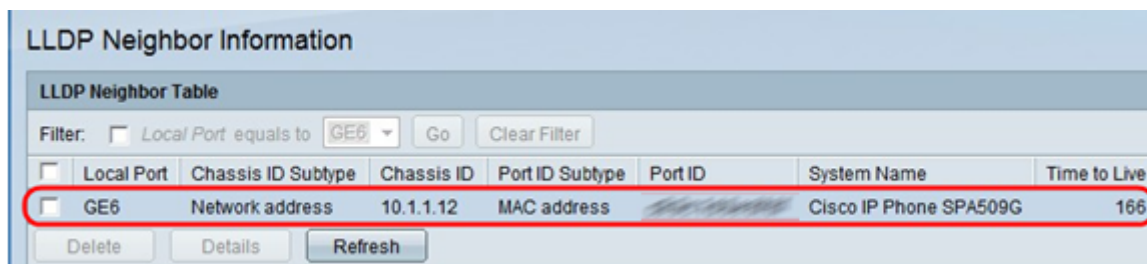 LLDP Neighbor Information
LLDP Neighbor Table
Filter: Local Port equals to GE6 Go Clear Filter
Local Port Chassis ID Subtype Chassis ID Port ID Subtype Port ID System Name Time to Live
GE6 Network address 10.1.1.12 MAC address Cisco IP Phone SPA509G 166
Delete Details Refresh